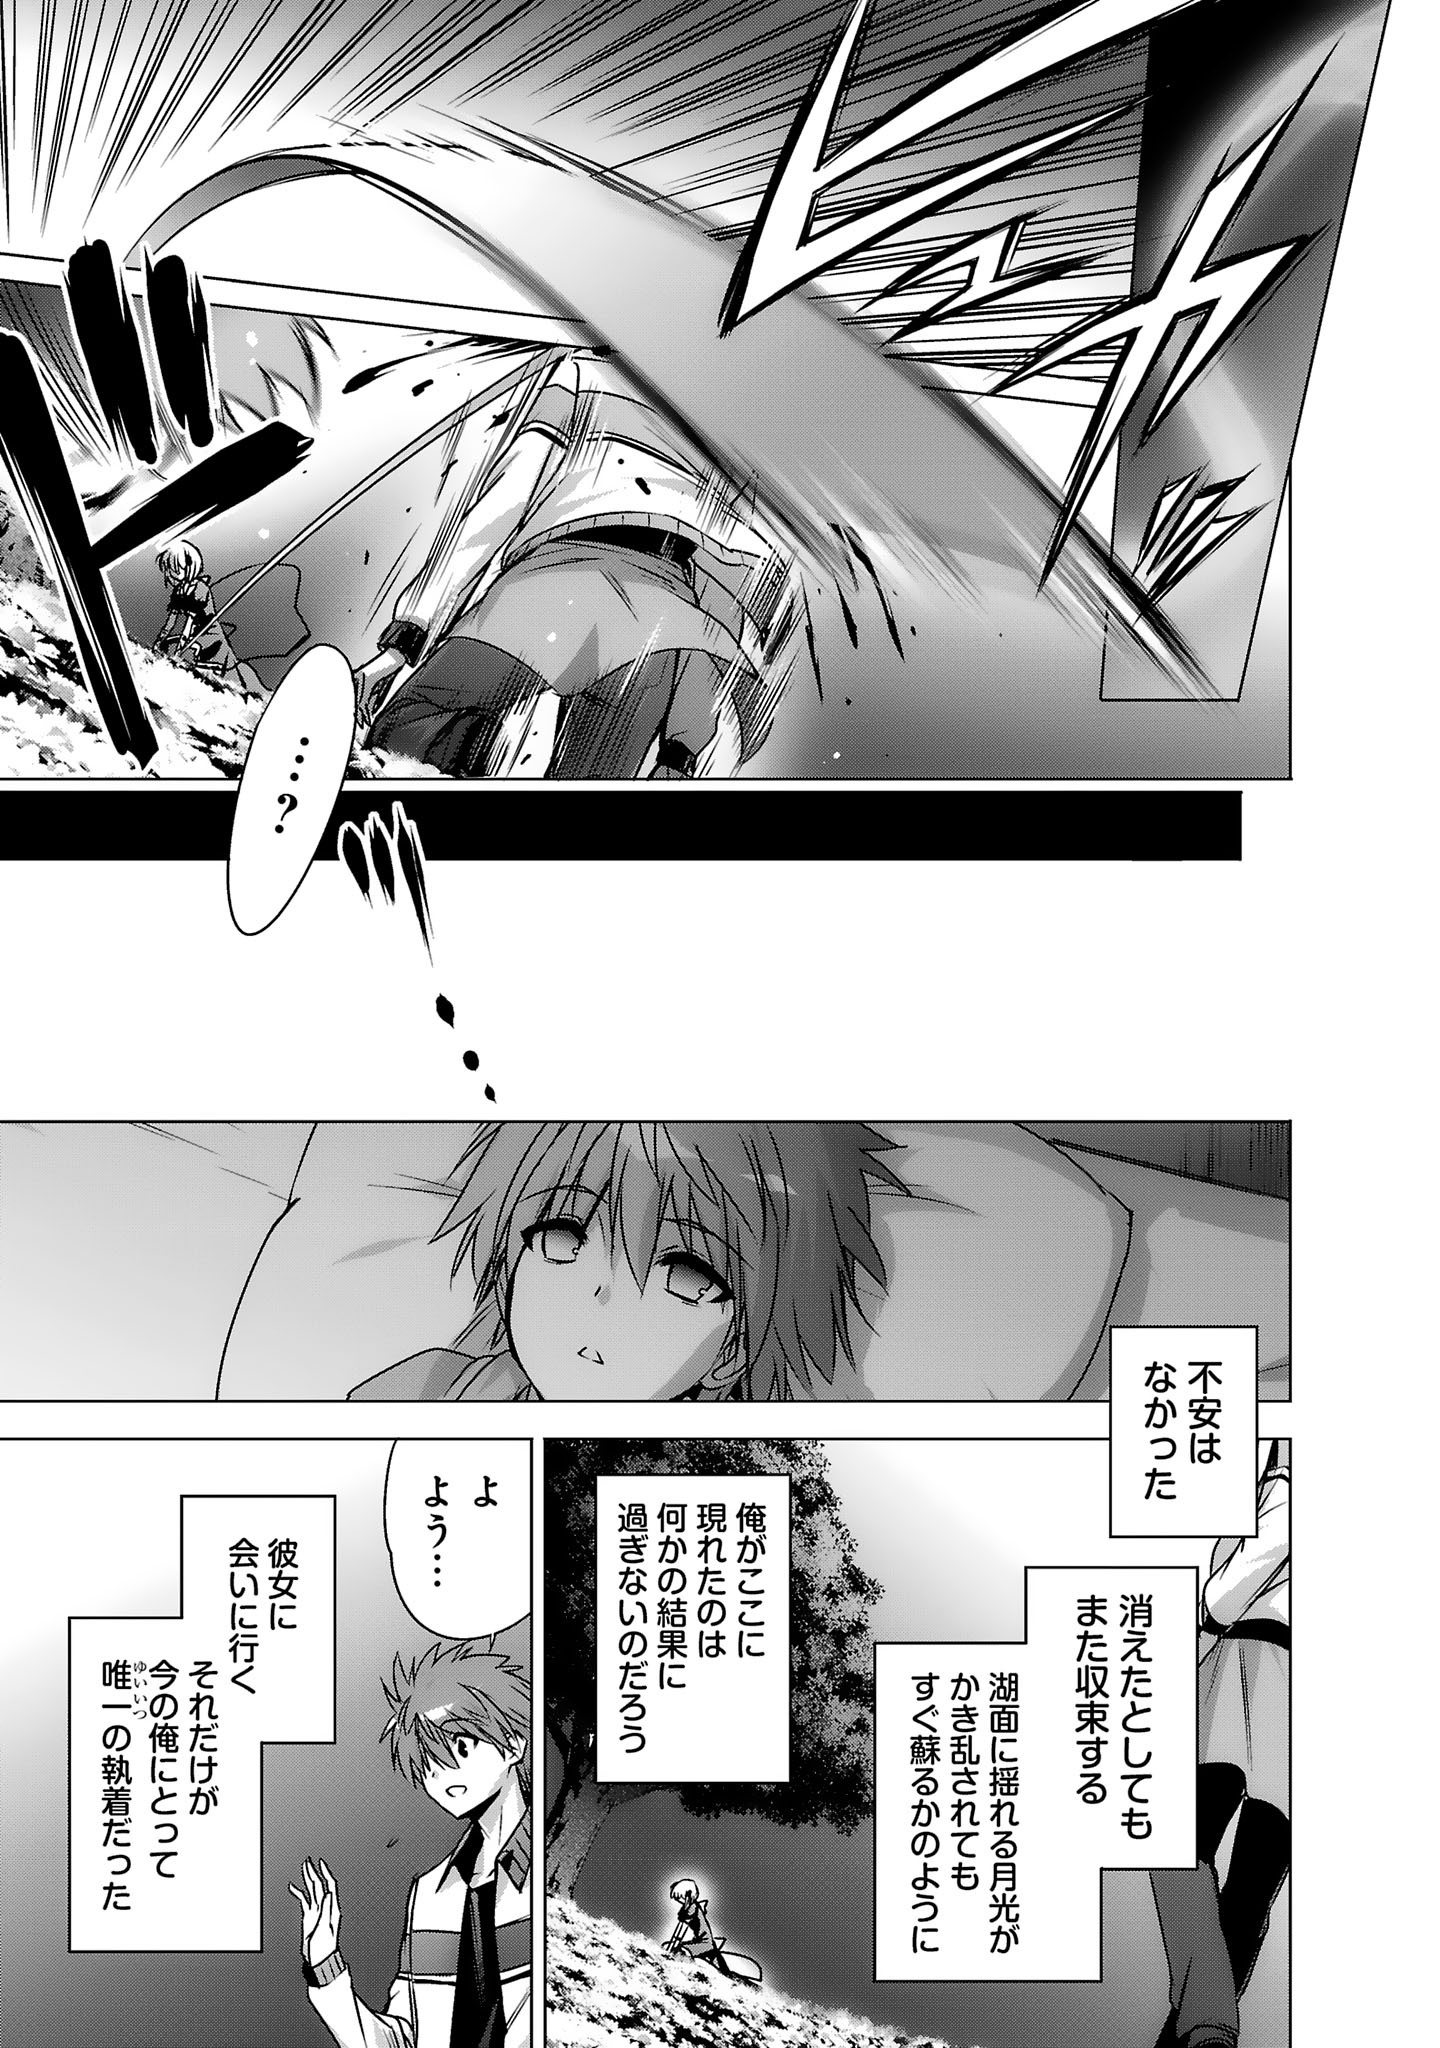 …?
不安は
なかった
消えたとしても
また収束する
湖面に揺れる月光が
かき乱されても
すぐ蘇るかのように
俺がここに
現れたのは
何かの結果に
過ぎないのだろう
よ
よう…
彼女に
会いに行く
それだけが
今の俺にとって
唯一の執着だった
ゆいいつ